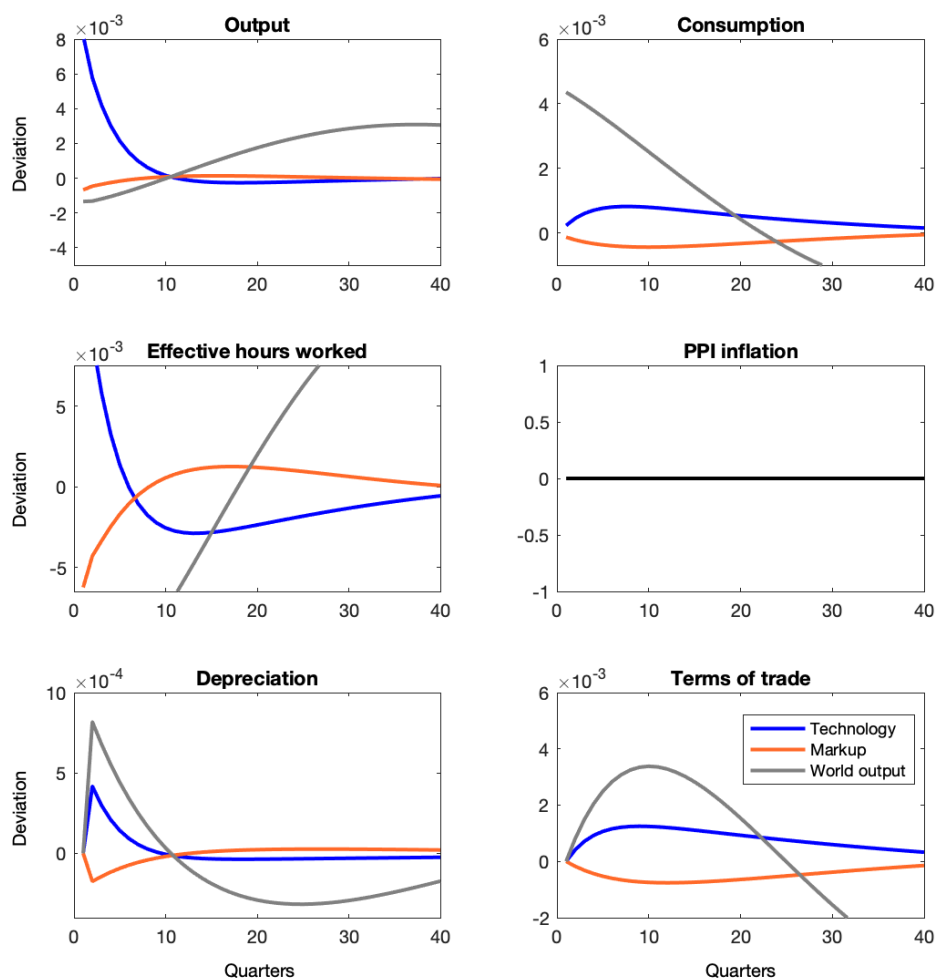 Output
×10⁻³
Deviation
8
6
4
2
0
-2
-4
0 10 20 30 40
Consumption
×10⁻³
6
4
2
0
0 10 20 30 40
Effective hours worked
×10⁻³
Deviation
5
0
-5
0 10 20 30 40
PPI inflation
1
0.5
0
-0.5
-1
0 10 20 30 40
Depreciation
×10⁻⁴
Deviation
10
5
0
0 10 20 30 40
Quarters
Terms of trade
×10⁻³
6
4
2
0
-2
Technology
Markup
World output
0 10 20 30 40
Quarters